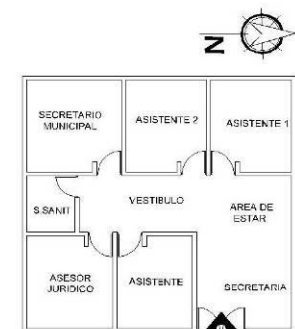 N
SECRETARIO
MUNICIPAL
ASISTENTE 2
ASISTENTE 1
S.SANIT
VESTIBULO
AREA DE
ESTAR
ASESOR
JURIDICO
ASISTENTE
SECRETARIA